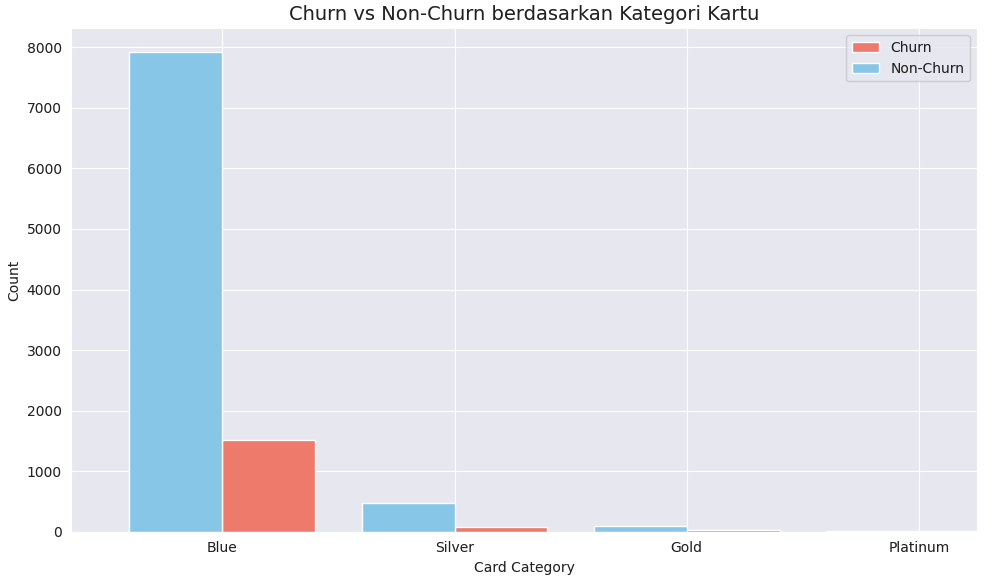 Churn vs Non-Churn berdasarkan Kategori Kartu
Churn
Non-Churn
8000
7000
6000
5000
4000
3000
2000
1000
0
Count
Blue
Silver
Gold
Platinum
Card Category